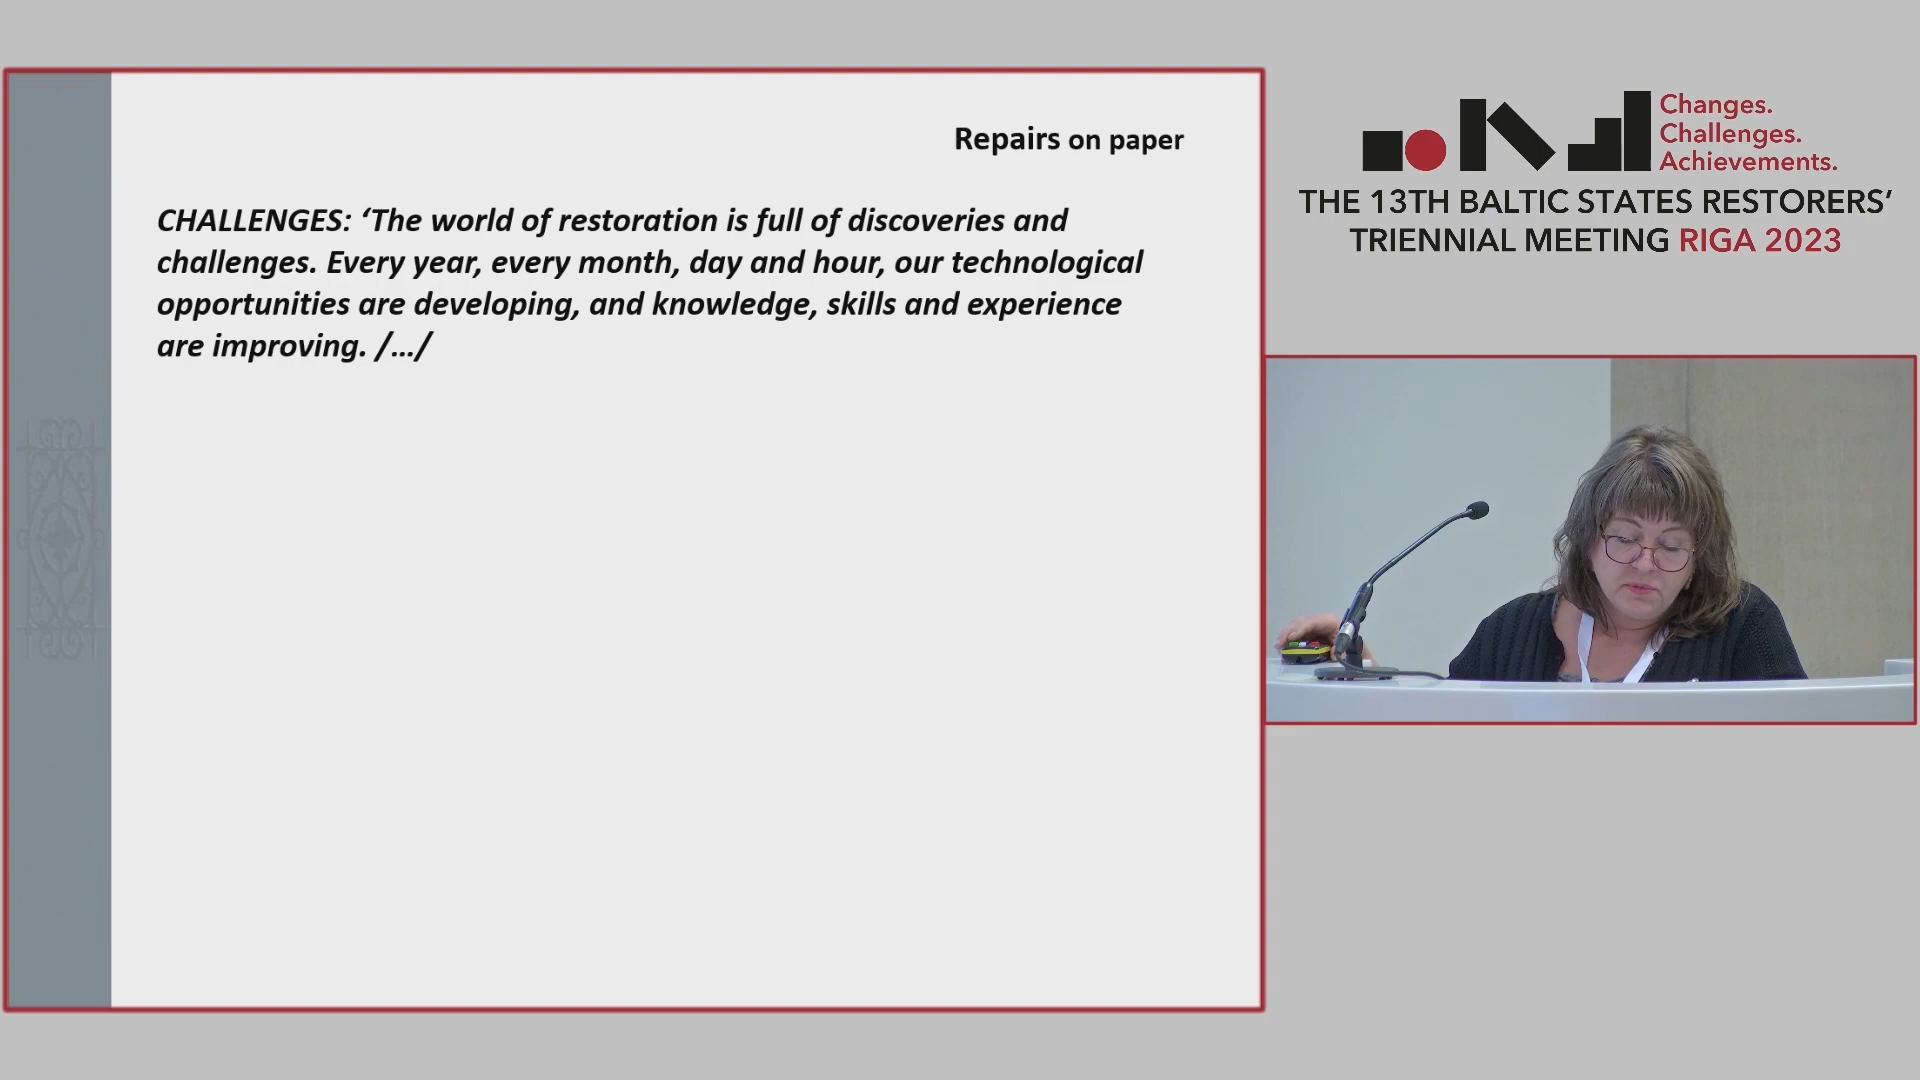 Repairs on paper
CHALLENGES: ‘The world of restoration is full of discoveries and
challenges. Every year, every month, day and hour, our technological
opportunities are developing, and knowledge, skills and experience
are improving. /…/
Changes.
Challenges.
Achievements.
THE 13TH BALTIC STATES RESTORERS’
TRIENNIAL MEETING RIGA 2023